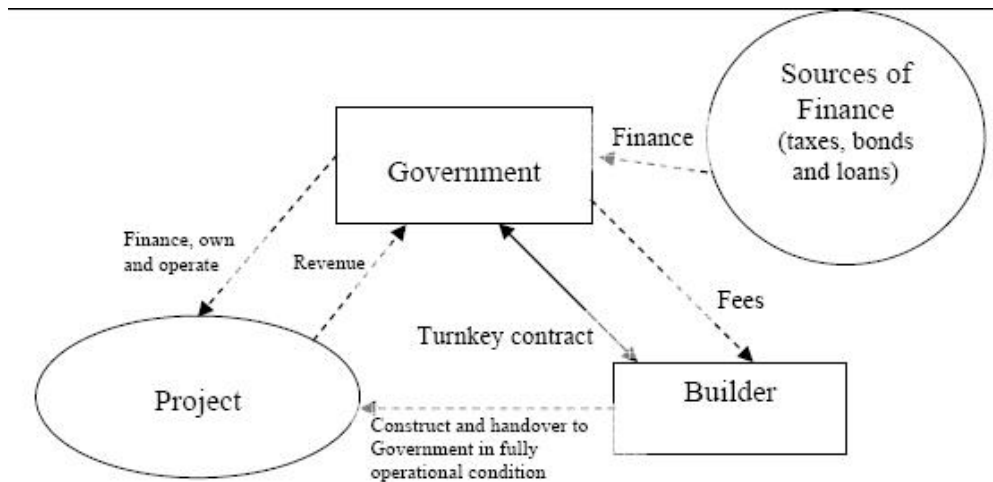 Sources of
Finance
(taxes, bonds
and loans)
Finance
Government
Finance, own
and operate
Revenue
Fees
Turnkey contract
Builder
Project
Construct and handover to
Government in fully
operational condition